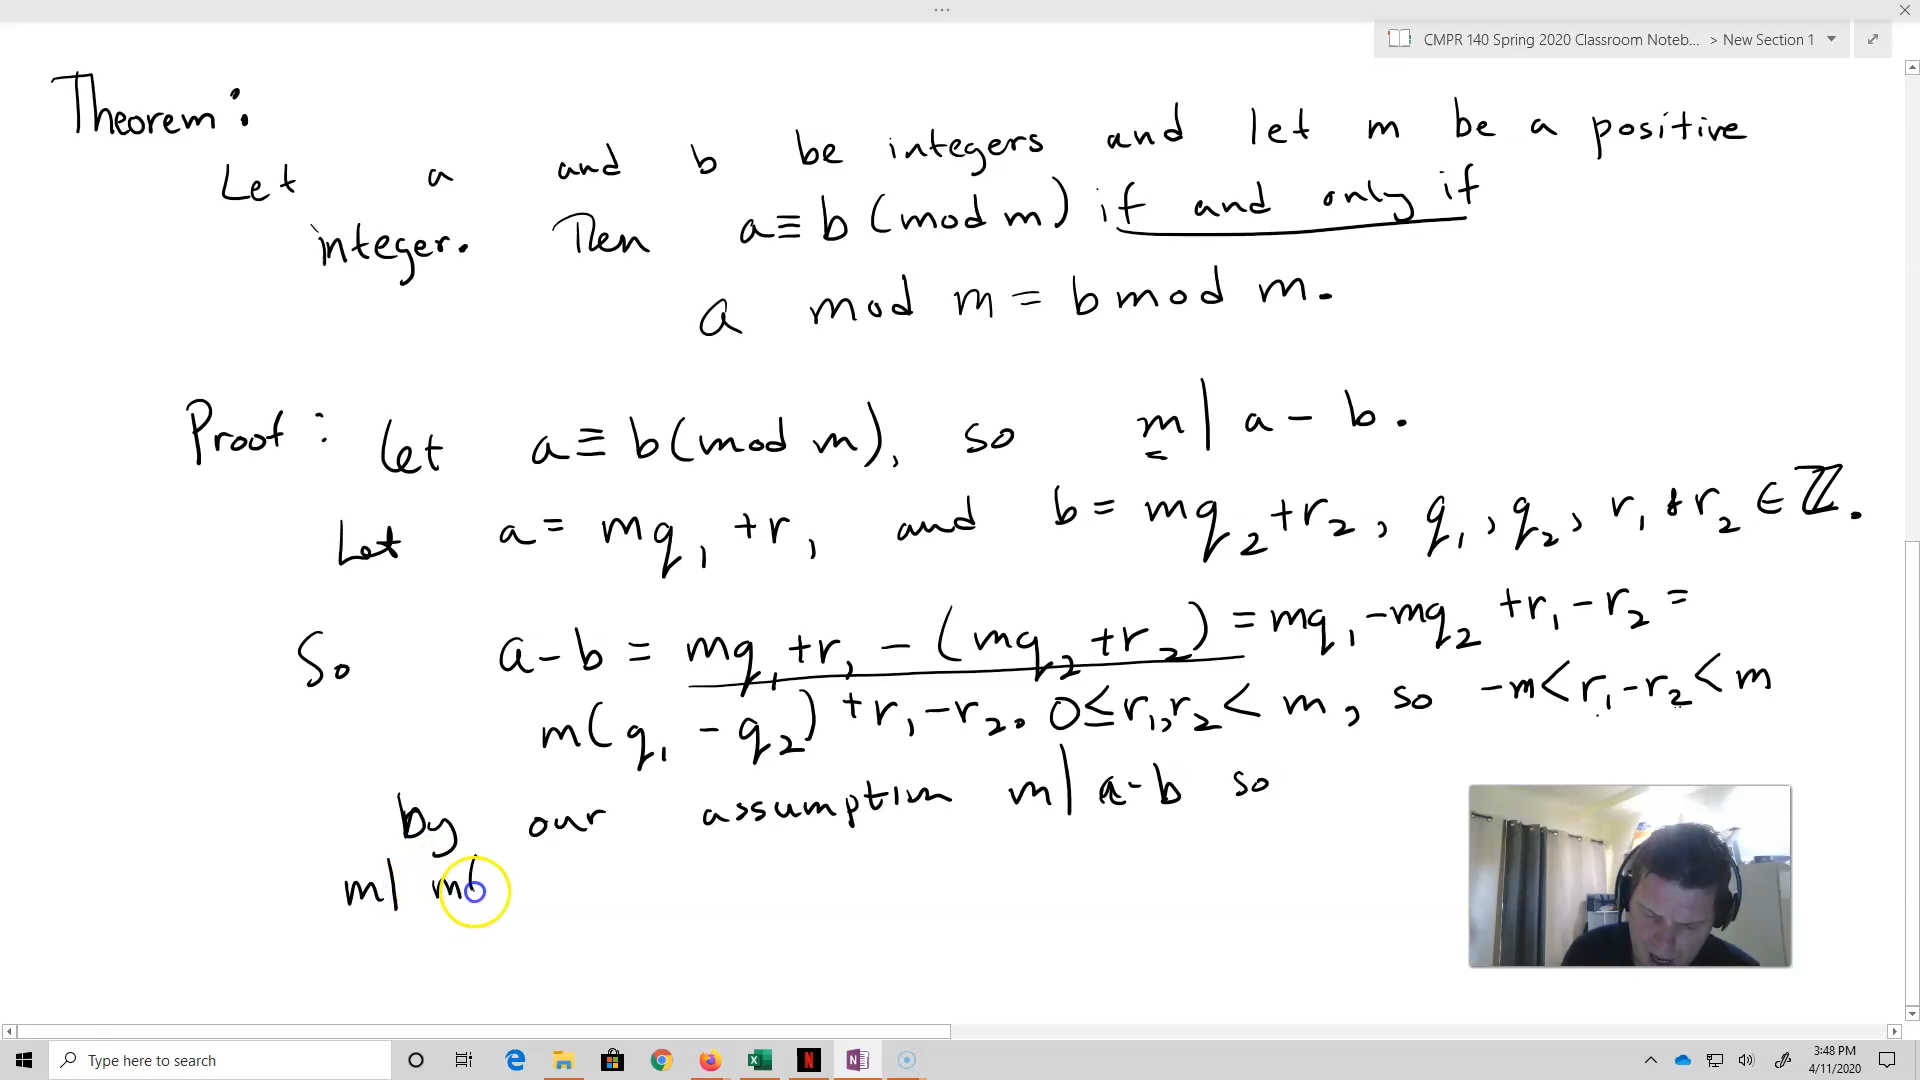 CMPR 140 Spring 2020 Classroom Noteb... > New Section 1
Theorem:
Let a and b be integers and let m be a positive
integer. Then a ≡ b (mod m) if and only if
a mod m = b mod m.
Proof: Let a ≡ b (mod m), so m | a - b.
Let a = mq₁ + r₁ and b = mq₂ + r₂, q₁, q₂, r₁ + r₂ ∈ ℤ.
So a - b = mq₁ + r₁ - (mq₂ + r₂) = mq₁ - mq₂ + r₁ - r₂ =
m(q₁ - q₂) + r₁ - r₂. 0 ≤ r₁, r₂ < m, so -m < r₁ - r₂ < m
by our assumption m | a - b so
m | m(
Type here to search
3:48 PM
4/11/2020